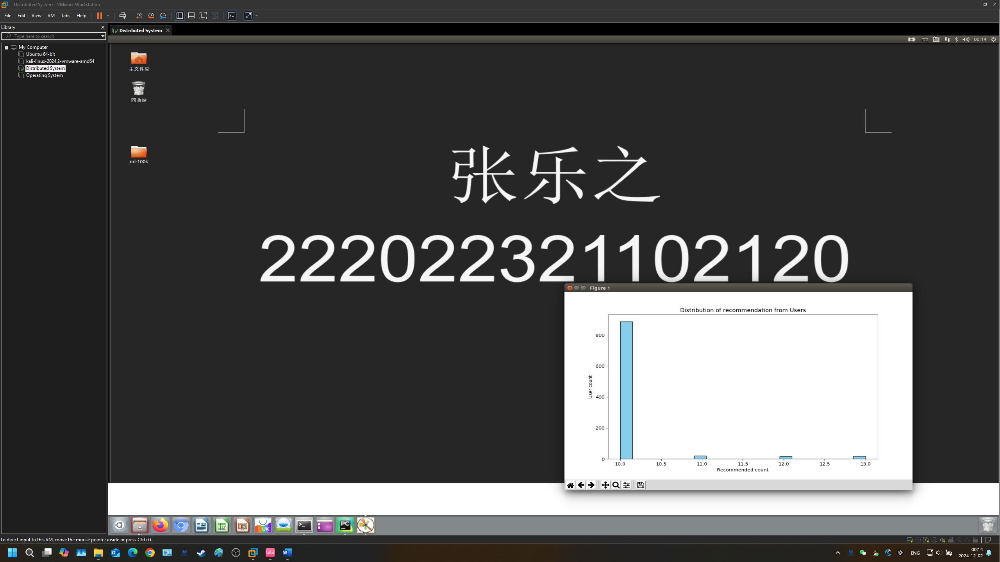 Distributed System - VMware Workstation
File Edit View VM Tabs Help
Library
Type here to search
My Computer
Ubuntu 64-bit
kali-linux-2024.2-vmware-amd64
Distributed System
Operating System
Distributed System
00:14
主文件夹
回收站
ml-100k
张乐之
222022321102120
Figure 1
Distribution of recommendation from Users
User count
800
600
400
200
0
10.0 10.5 11.0 11.5 12.0 12.5 13.0
Recommended count
UK
PC
To direct input to this VM, move the mouse pointer inside or press Ctrl+G.
bilibili
W
ENG
00:14
2024-12-02